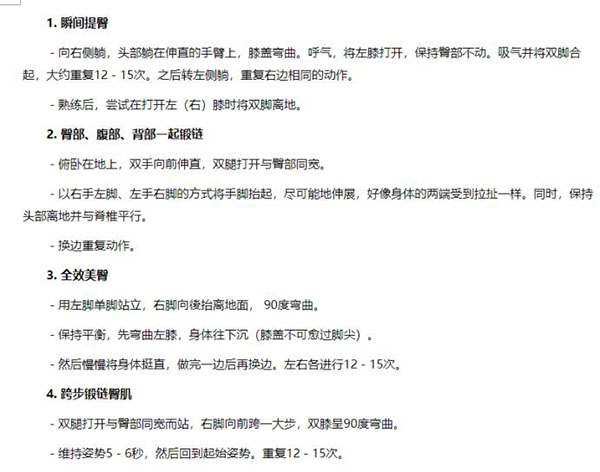 1. 瞬间提臀
- 向右侧躺，头部躺在伸直的手臂上，膝盖弯曲。呼气，将左膝打开，保持臀部不动。吸气并将双脚合
起，大约重复12 - 15次。之后转左侧躺，重复右边相同的动作。
- 熟练后，尝试在打开左（右）膝时将双脚离地。
2. 臀部、腹部、背部一起锻链
- 俯卧在地上，双手向前伸直，双腿打开与臀部同宽。
- 以右手左脚、左手右脚的方式将手脚抬起，尽可能地伸展，好像身体的两端受到拉扯一样。同时，保持
头部离地并与脊椎平行。
- 换边重复动作。
3. 全效美臀
- 用左脚单脚站立，右脚向後抬离地面， 90度弯曲。
- 保持平衡，先弯曲左膝，身体往下沉（膝盖不可愈过脚尖）。
- 然后慢慢将身体挺直，做完一边后再换边。左右各进行12 - 15次。
4. 跨步锻链臀肌
- 双腿打开与臀部同宽而站，右脚向前跨一大步，双膝呈90度弯曲。
- 维持姿势5 - 6秒，然后回到起始姿势。重复12 - 15次。